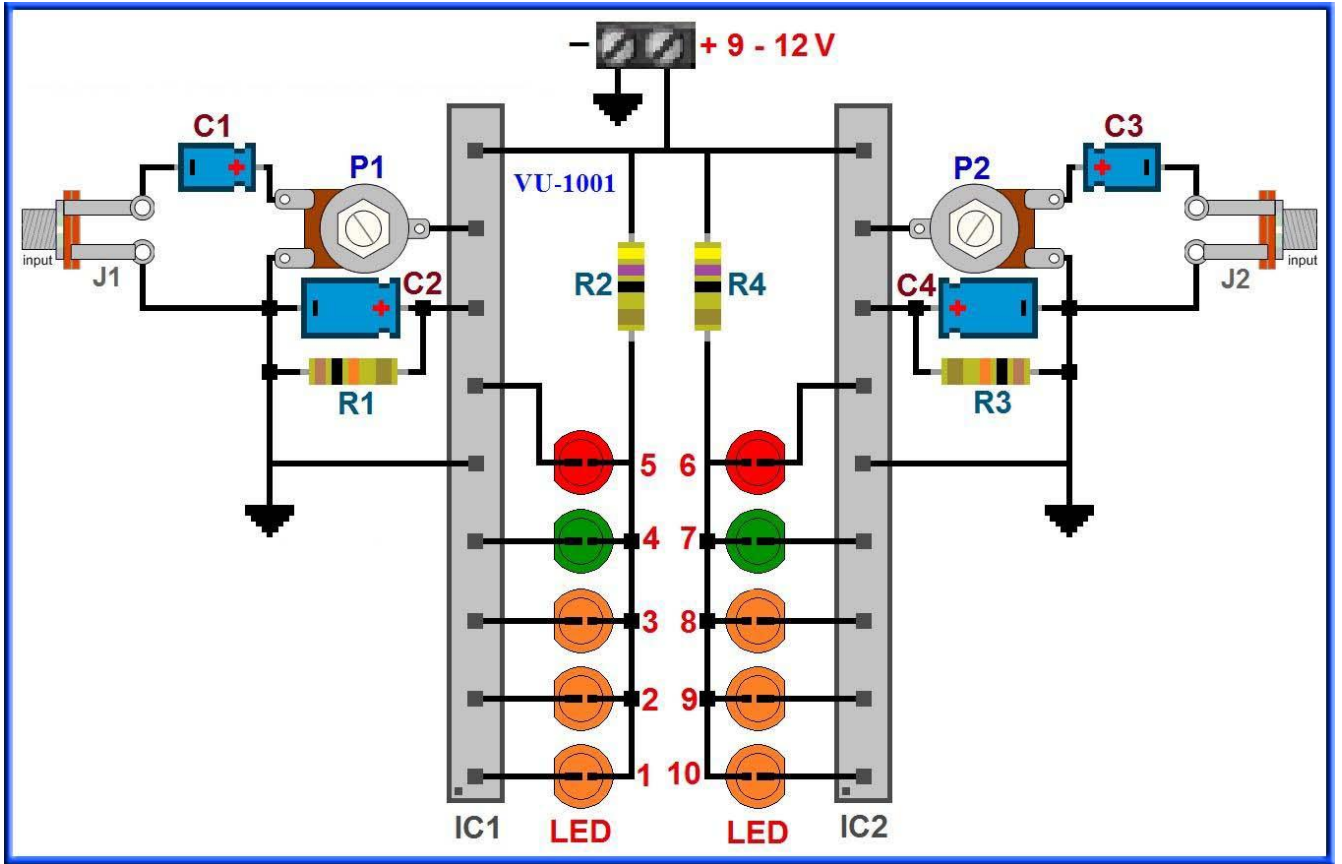 − + 9 - 12 V
C1
C3
P1
P2
VU-1001
input
J1
input
J2
R2
R4
C2
C4
R1
R3
5 6
4 7
3 8
2 9
1 10
IC1
LED
LED
IC2